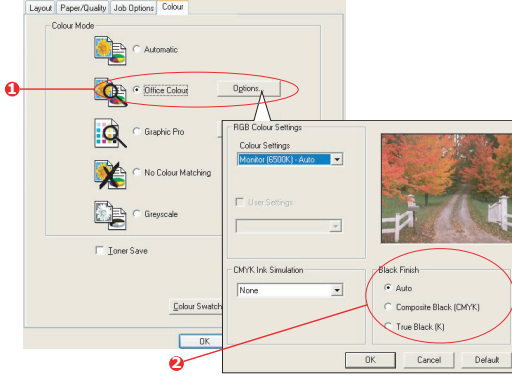 Layout Paper/Quality Job Options Colour
Colour Mode
Automatic
1
Office Colour
Options...
Graphic Pro
No Colour Matching
Greyscale
Toner Save
Colour Swatch
OK
RGB Colour Settings
Colour Settings
Monitor (6500K) - Auto
User Settings
CMYK Ink Simulation
None
Black Finish
Auto
Composite Black (CMYK)
True Black (K)
2
OK Cancel Default